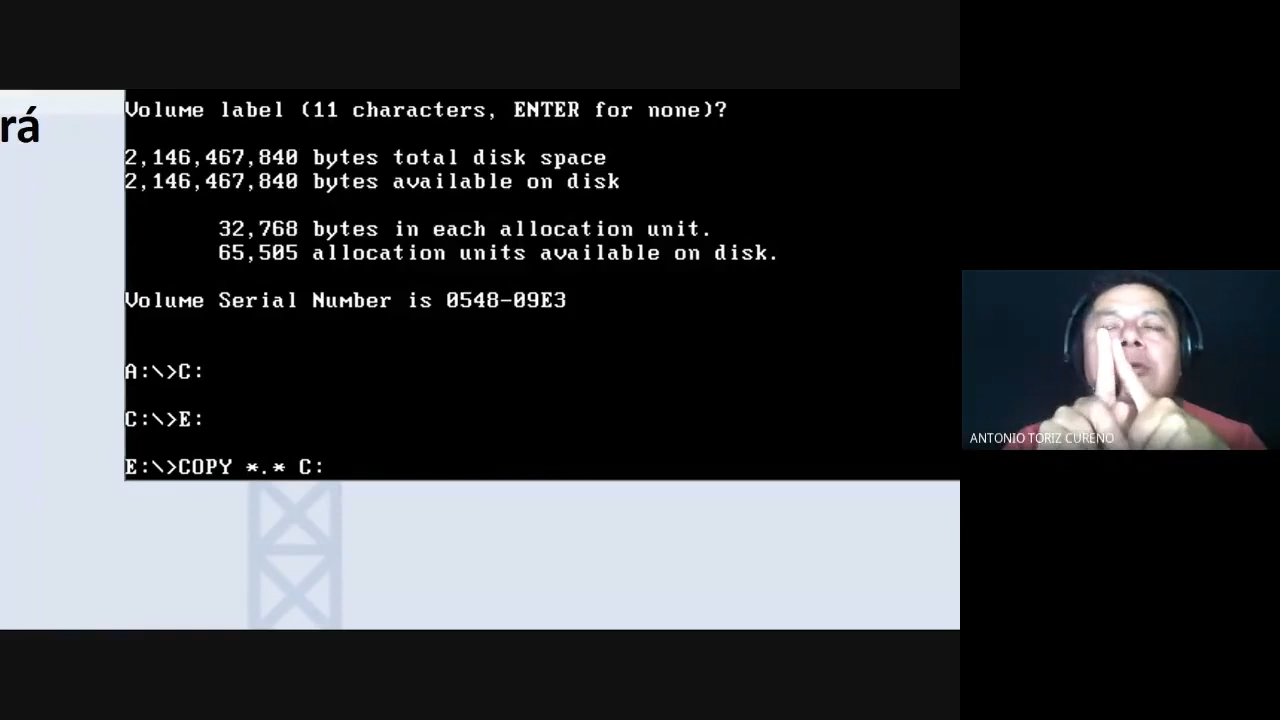 rá
Volume label (11 characters, ENTER for none)?
2,146,467,840 bytes total disk space
2,146,467,840 bytes available on disk
32,768 bytes in each allocation unit.
65,505 allocation units available on disk.
Volume Serial Number is 0548-09E3
A:\>C:
C:\>E:
E:\>COPY *.* C:
ANTONIO TORIZ CUREÑO